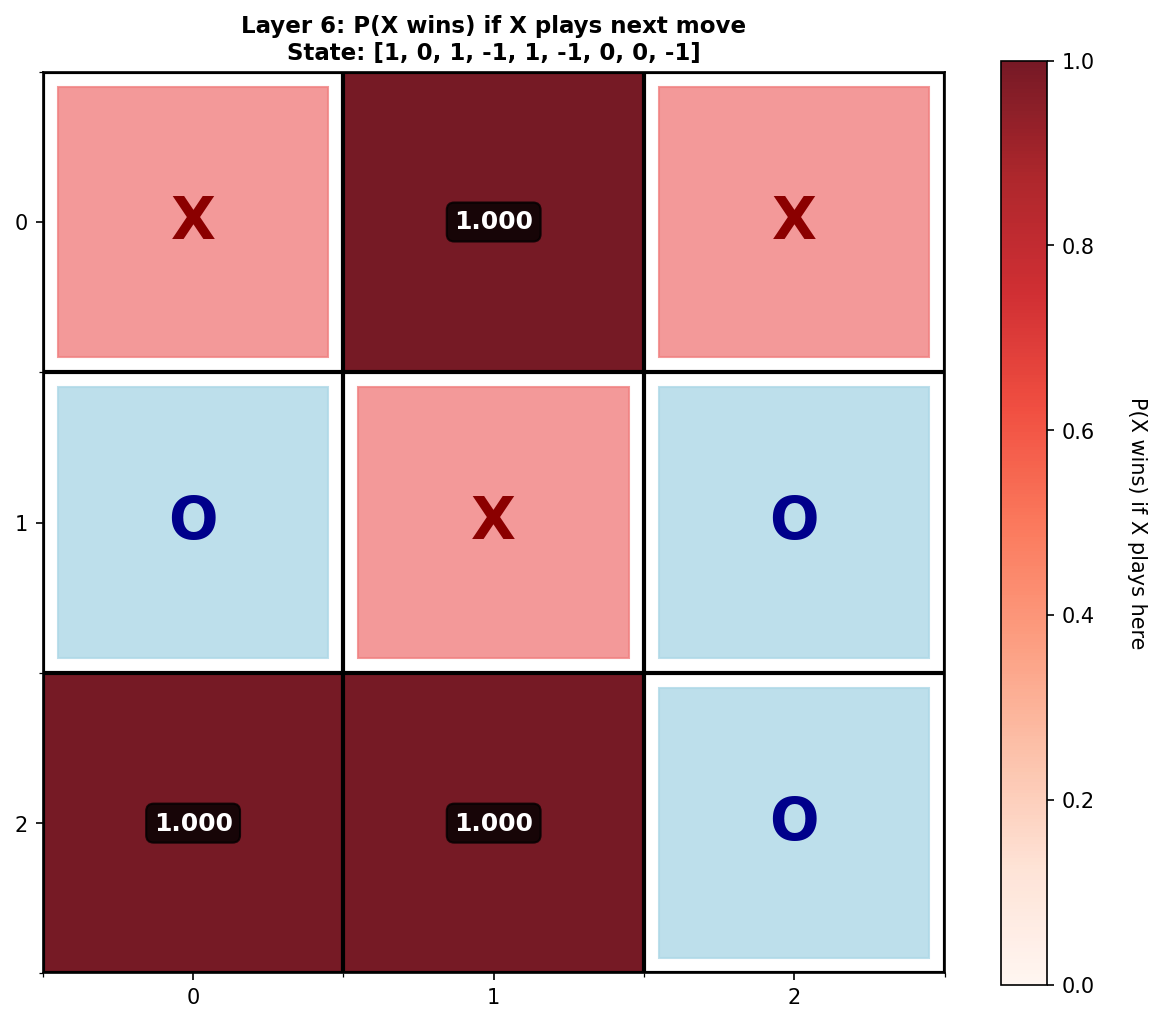 Layer 6: P(X wins) if X plays next move
State: [1, 0, 1, -1, 1, -1, 0, 0, -1]
X 1.000 X
O X O
1.000 1.000 O
0
1
2
0 1 2
1.0
0.8
0.6
0.4
0.2
0.0
P(X wins) if X plays here